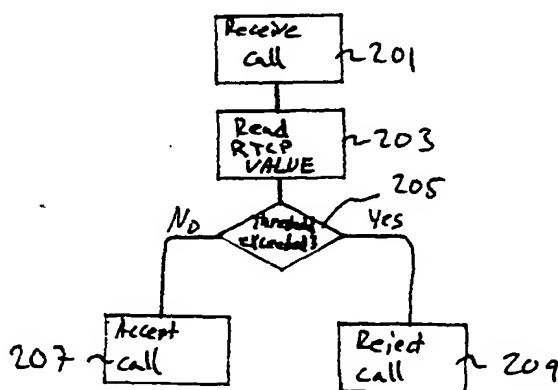 Receive
call
201
Read
RTCP
VALUE
203
205
Threshold
exceeded?
No
Yes
Accept
call
207
Reject
call
209